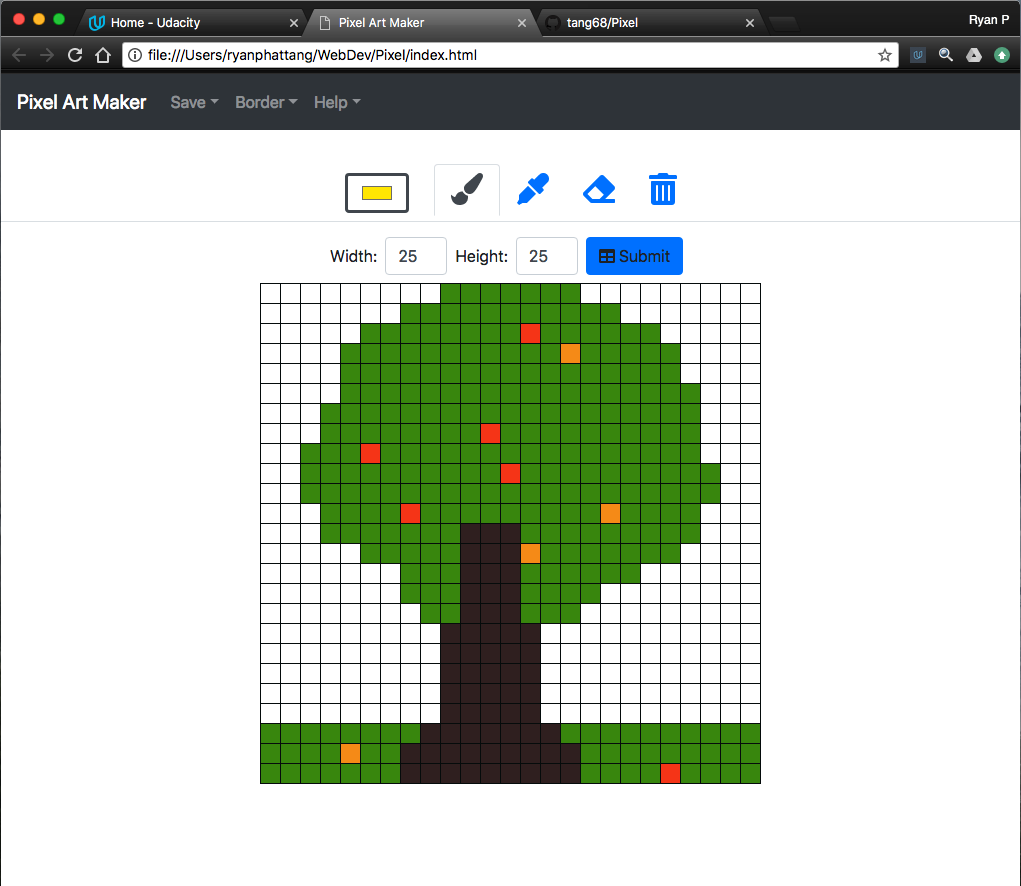 Home - Udacity
Pixel Art Maker
tang68/Pixel
Ryan P
file:///Users/ryanphattang/WebDev/Pixel/index.html
Pixel Art Maker Save Border Help
Width: 25 Height: 25 Submit